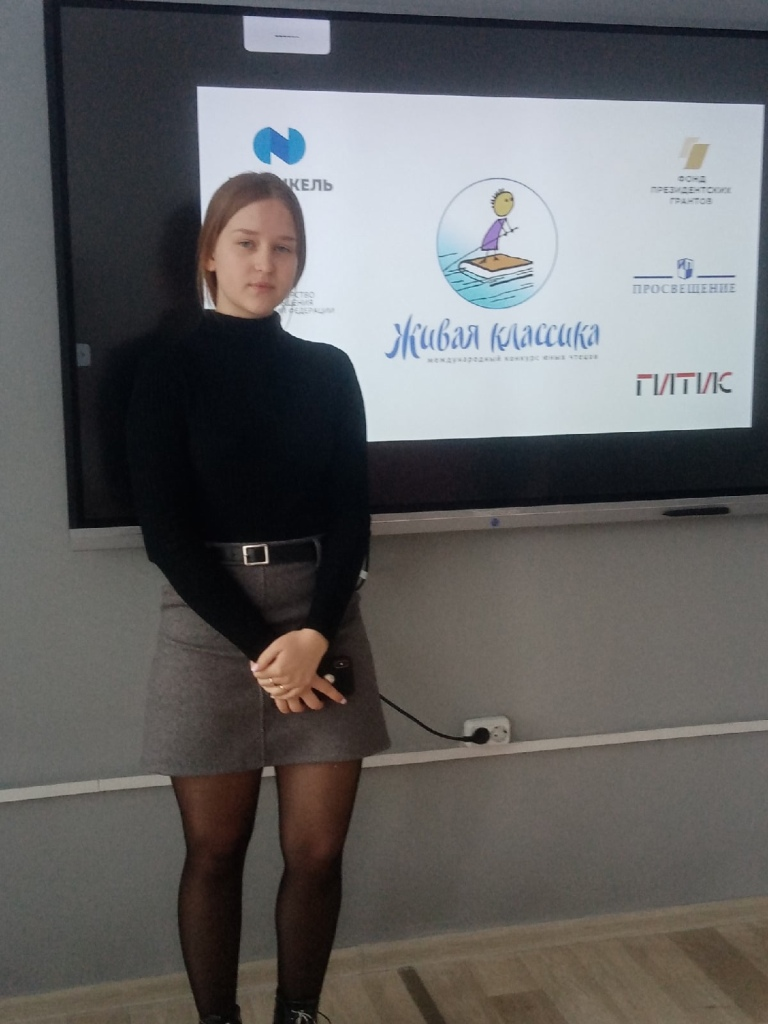 ФОНД
ПРЕЗИДЕНТСКИХ
ГРАНТОВ
ПРОСВЕЩЕНИЕ
Живая классика
международный конкурс юных чтецов
ГИТИС